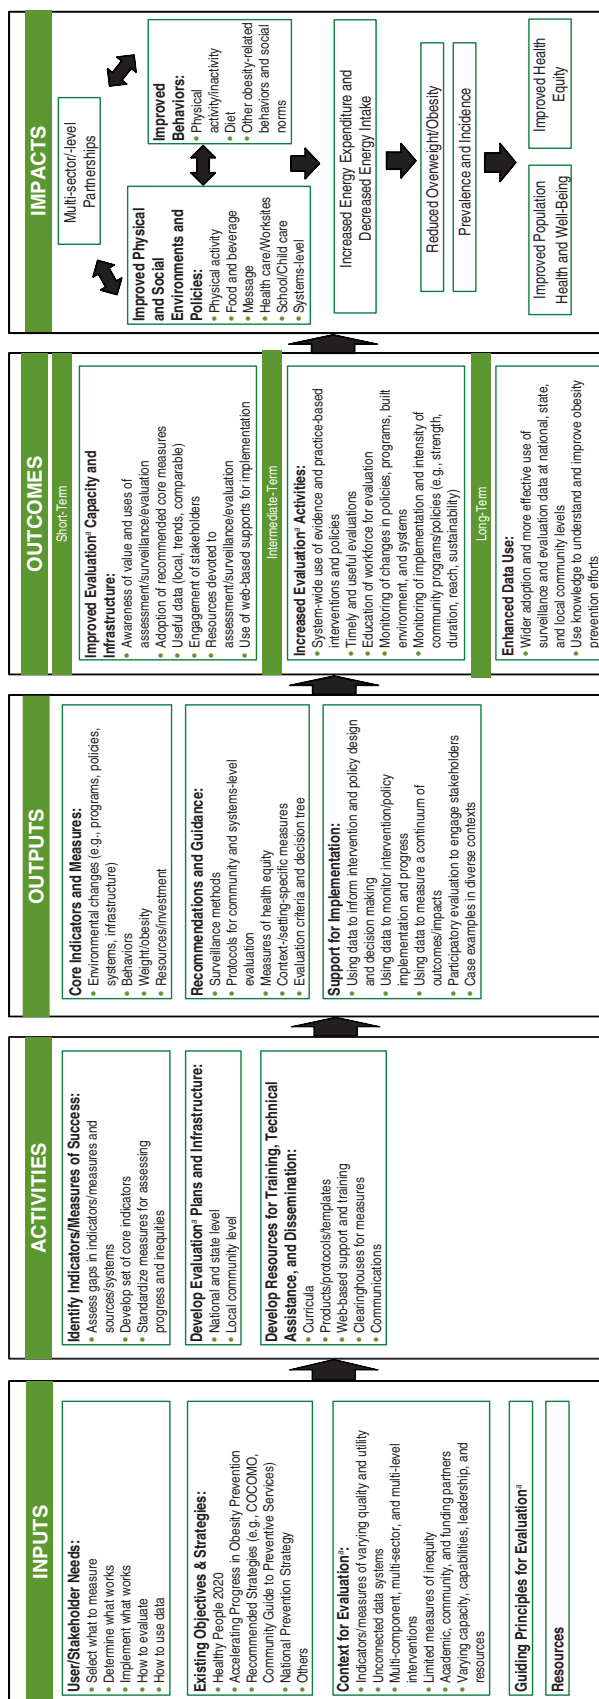 INPUTS
User/Stakeholder Needs:
• Select what to measure
• Determine what works
• Implement what works
• How to evaluate
• How to use data
Existing Objectives & Strategies:
• Healthy People 2020
• Accelerating Progress in Obesity Prevention
• Recommended Strategies (e.g., COCOMO,
Community Guide to Preventive Services)
• National Prevention Strategy
• Others
Context for Evaluationª:
• Indicators/measures of varying quality and utility
• Unconnected data systems
• Multi-component, multi-sector, and multi-level
interventions
• Limited measures of inequity
• Academic, community, and funding partners
• Varying capacity, capabilities, leadership, and
resources
Guiding Principles for Evaluationª
Resources
ACTIVITIES
Identify Indicators/Measures of Success:
• Assess gaps in indicators/measures and
sources/systems
• Develop set of core indicators
• Standardize measures for assessing
progress and inequities
Develop Evaluationª Plans and Infrastructure:
• National and state level
• Local community level
Develop Resources for Training, Technical
Assistance, and Dissemination:
• Curricula
• Products/protocols/templates
• Web-based support and training
• Clearinghouses for measures
• Communications
OUTPUTS
Core Indicators and Measures:
• Environmental changes (e.g., programs, policies,
systems, infrastructure)
• Behaviors
• Weight/obesity
• Resources/investment
Recommendations and Guidance:
• Surveillance methods
• Protocols for community and systems-level
evaluation
• Measures of health equity
• Context-/setting-specific measures
• Evaluation criteria and decision tree
Support for Implementation:
• Using data to inform intervention and policy design
and decision making
• Using data to monitor intervention/policy
implementation and progress
• Using data to measure a continuum of
outcomes/impacts
• Participatory evaluation to engage stakeholders
• Case examples in diverse contexts
OUTCOMES
Short-Term
Improved Evaluationª Capacity and
Infrastructure:
• Awareness of value and uses of
assessment/surveillance/evaluation
• Adoption of recommended core measures
• Useful data (local, trends, comparable)
• Engagement of stakeholders
• Resources devoted to
assessment/surveillance/evaluation
• Use of web-based supports for implementation
Intermediate-Term
Increased Evaluationª Activities:
• System-wide use of evidence and practice-based
interventions and policies
• Timely and useful evaluations
• Education of workforce for evaluation
• Monitoring of changes in policies, programs, built
environment, and systems
• Monitoring of implementation and intensity of
community programs/policies (e.g., strength,
duration, reach, sustainability)
Long-Term
Enhanced Data Use:
• Wider adoption and more effective use of
surveillance and evaluation data at national, state,
and local community levels
• Use knowledge to understand and improve obesity
prevention efforts
IMPACTS
Multi-sector/-level
Partnerships
Improved Physical
and Social
Environments and
Policies:
• Physical activity
• Food and beverage
• Message
• Health care/Worksites
• School/Child care
• Systems-level
Improved
Behaviors:
• Physical
activity/inactivity
• Diet
• Other obesity-related
behaviors and social
norms
Increased Energy Expenditure and
Decreased Energy Intake
Reduced Overweight/Obesity
Prevalence and Incidence
Improved Population
Health and Well-Being
Improved Health
Equity